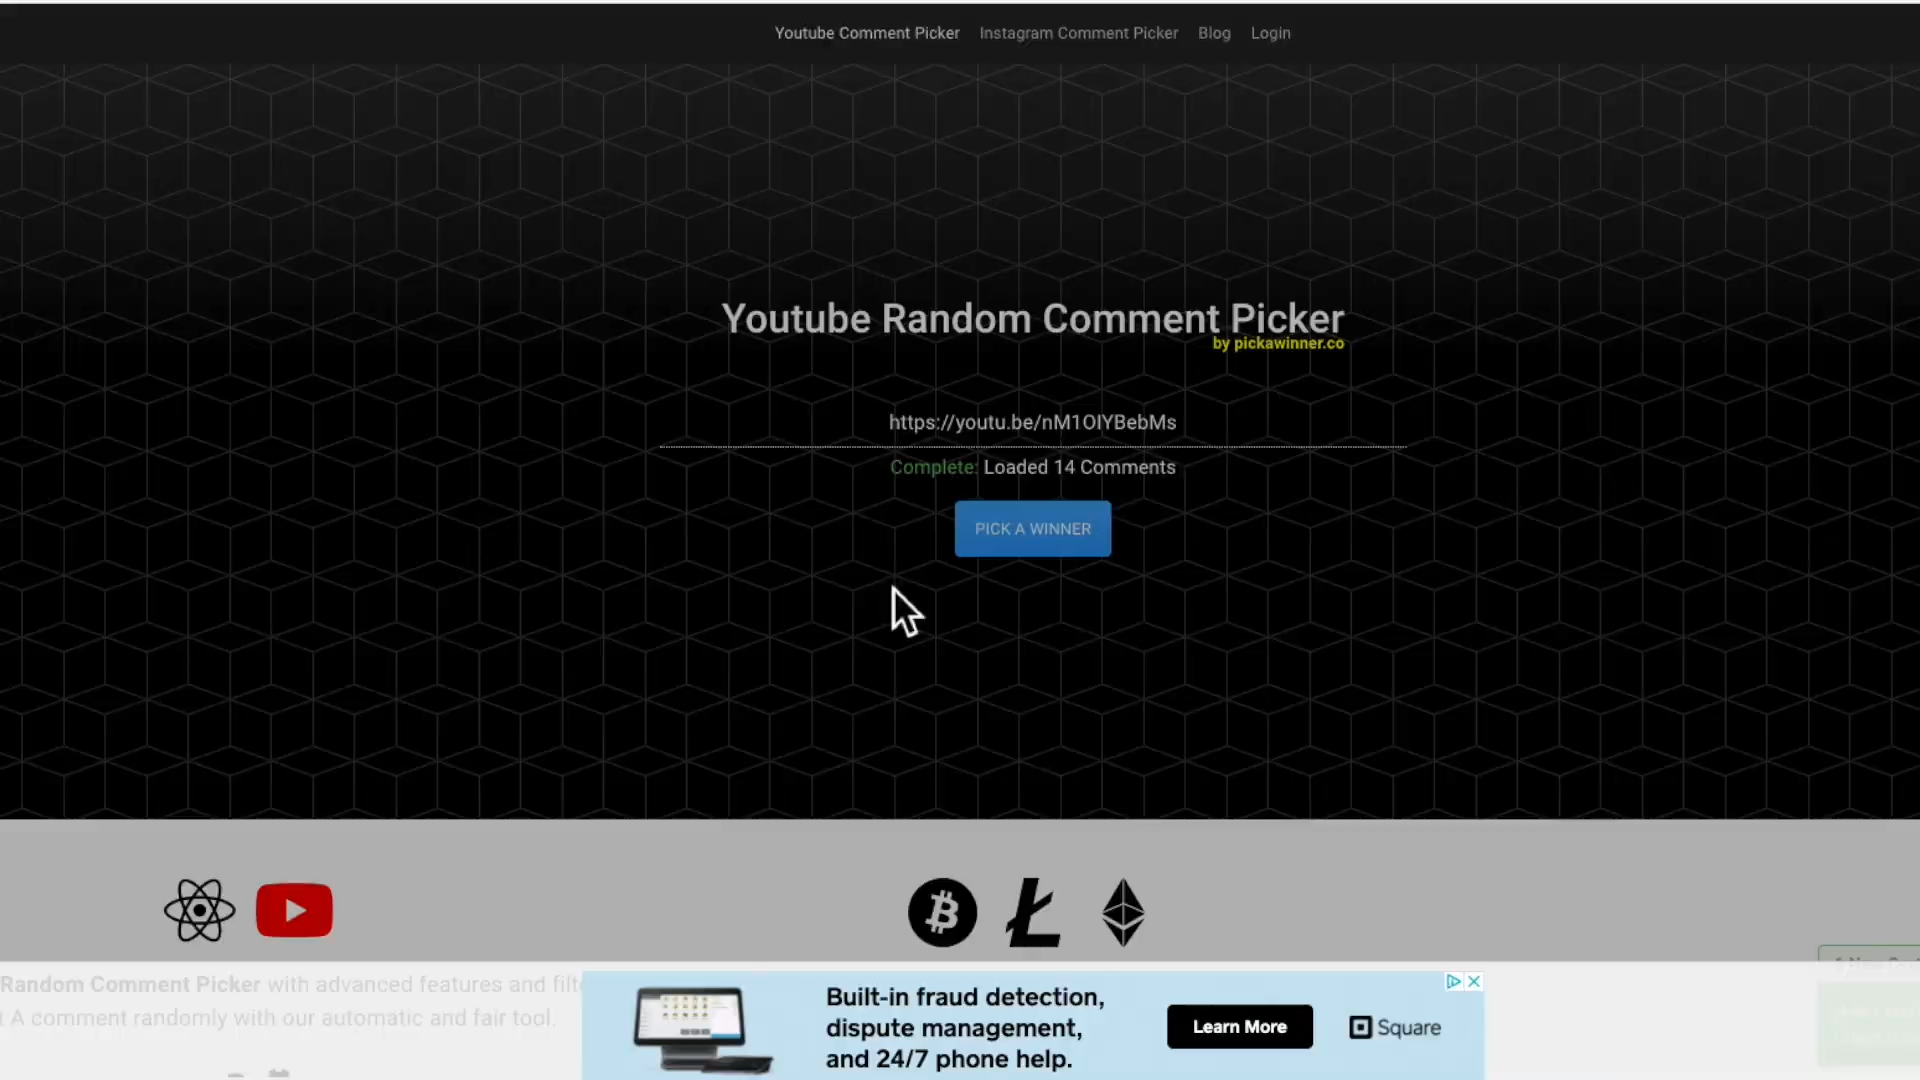 Youtube Comment Picker Instagram Comment Picker Blog Login
Youtube Random Comment Picker
by pickawinner.co
https://youtu.be/nM1OIYBebMs
Complete: Loaded 14 Comments
PICK A WINNER
Random Comment Picker with advanced features and filt
t A comment randomly with our automatic and fair tool.
Built-in fraud detection,
dispute management,
and 24/7 phone help.
Learn More
Square